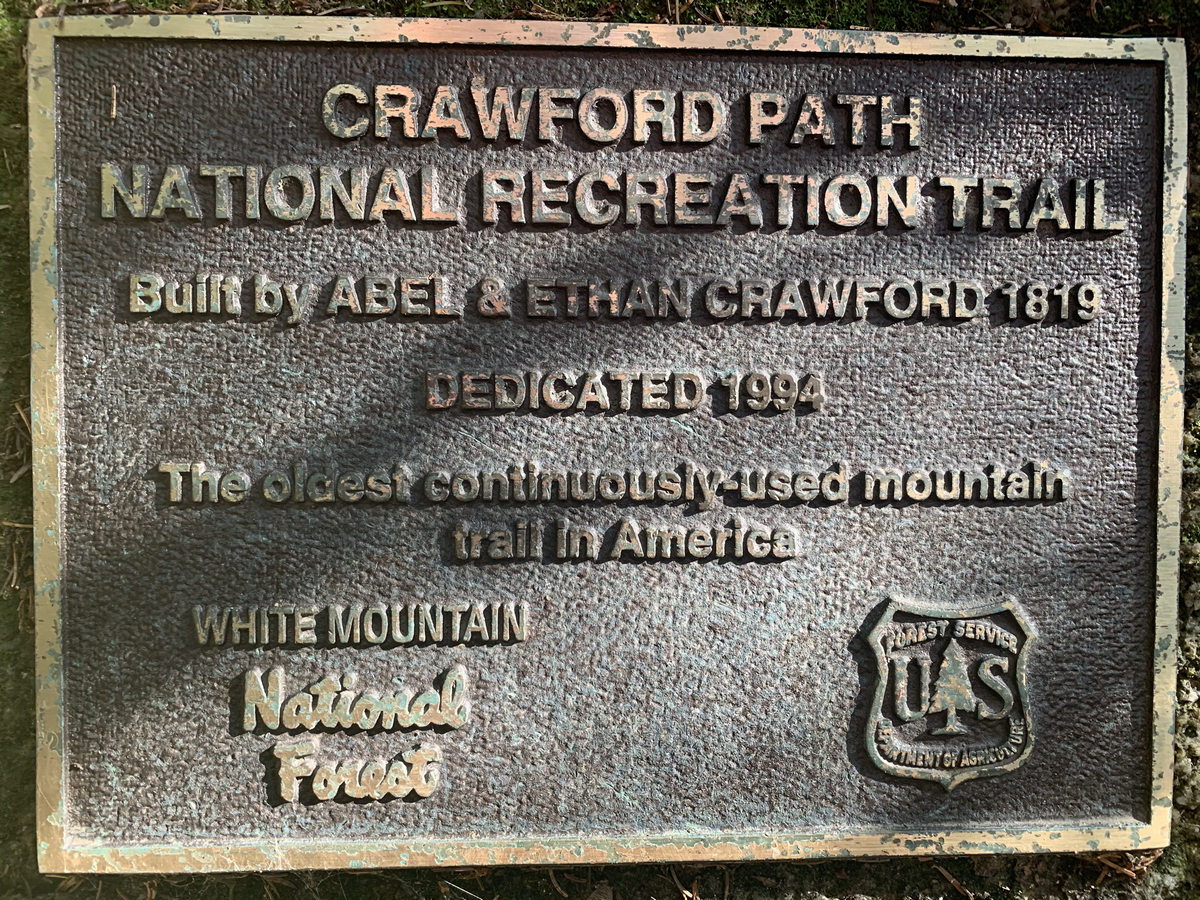 CRAWFORD PATH
NATIONAL RECREATION TRAIL
Built by ABEL & ETHAN CRAWFORD 1819
DEDICATED 1994
The oldest continuously-used mountain
trail in America
WHITE MOUNTAIN
National
Forest
FOREST SERVICE
U S
DEPARTMENT OF AGRICULTURE